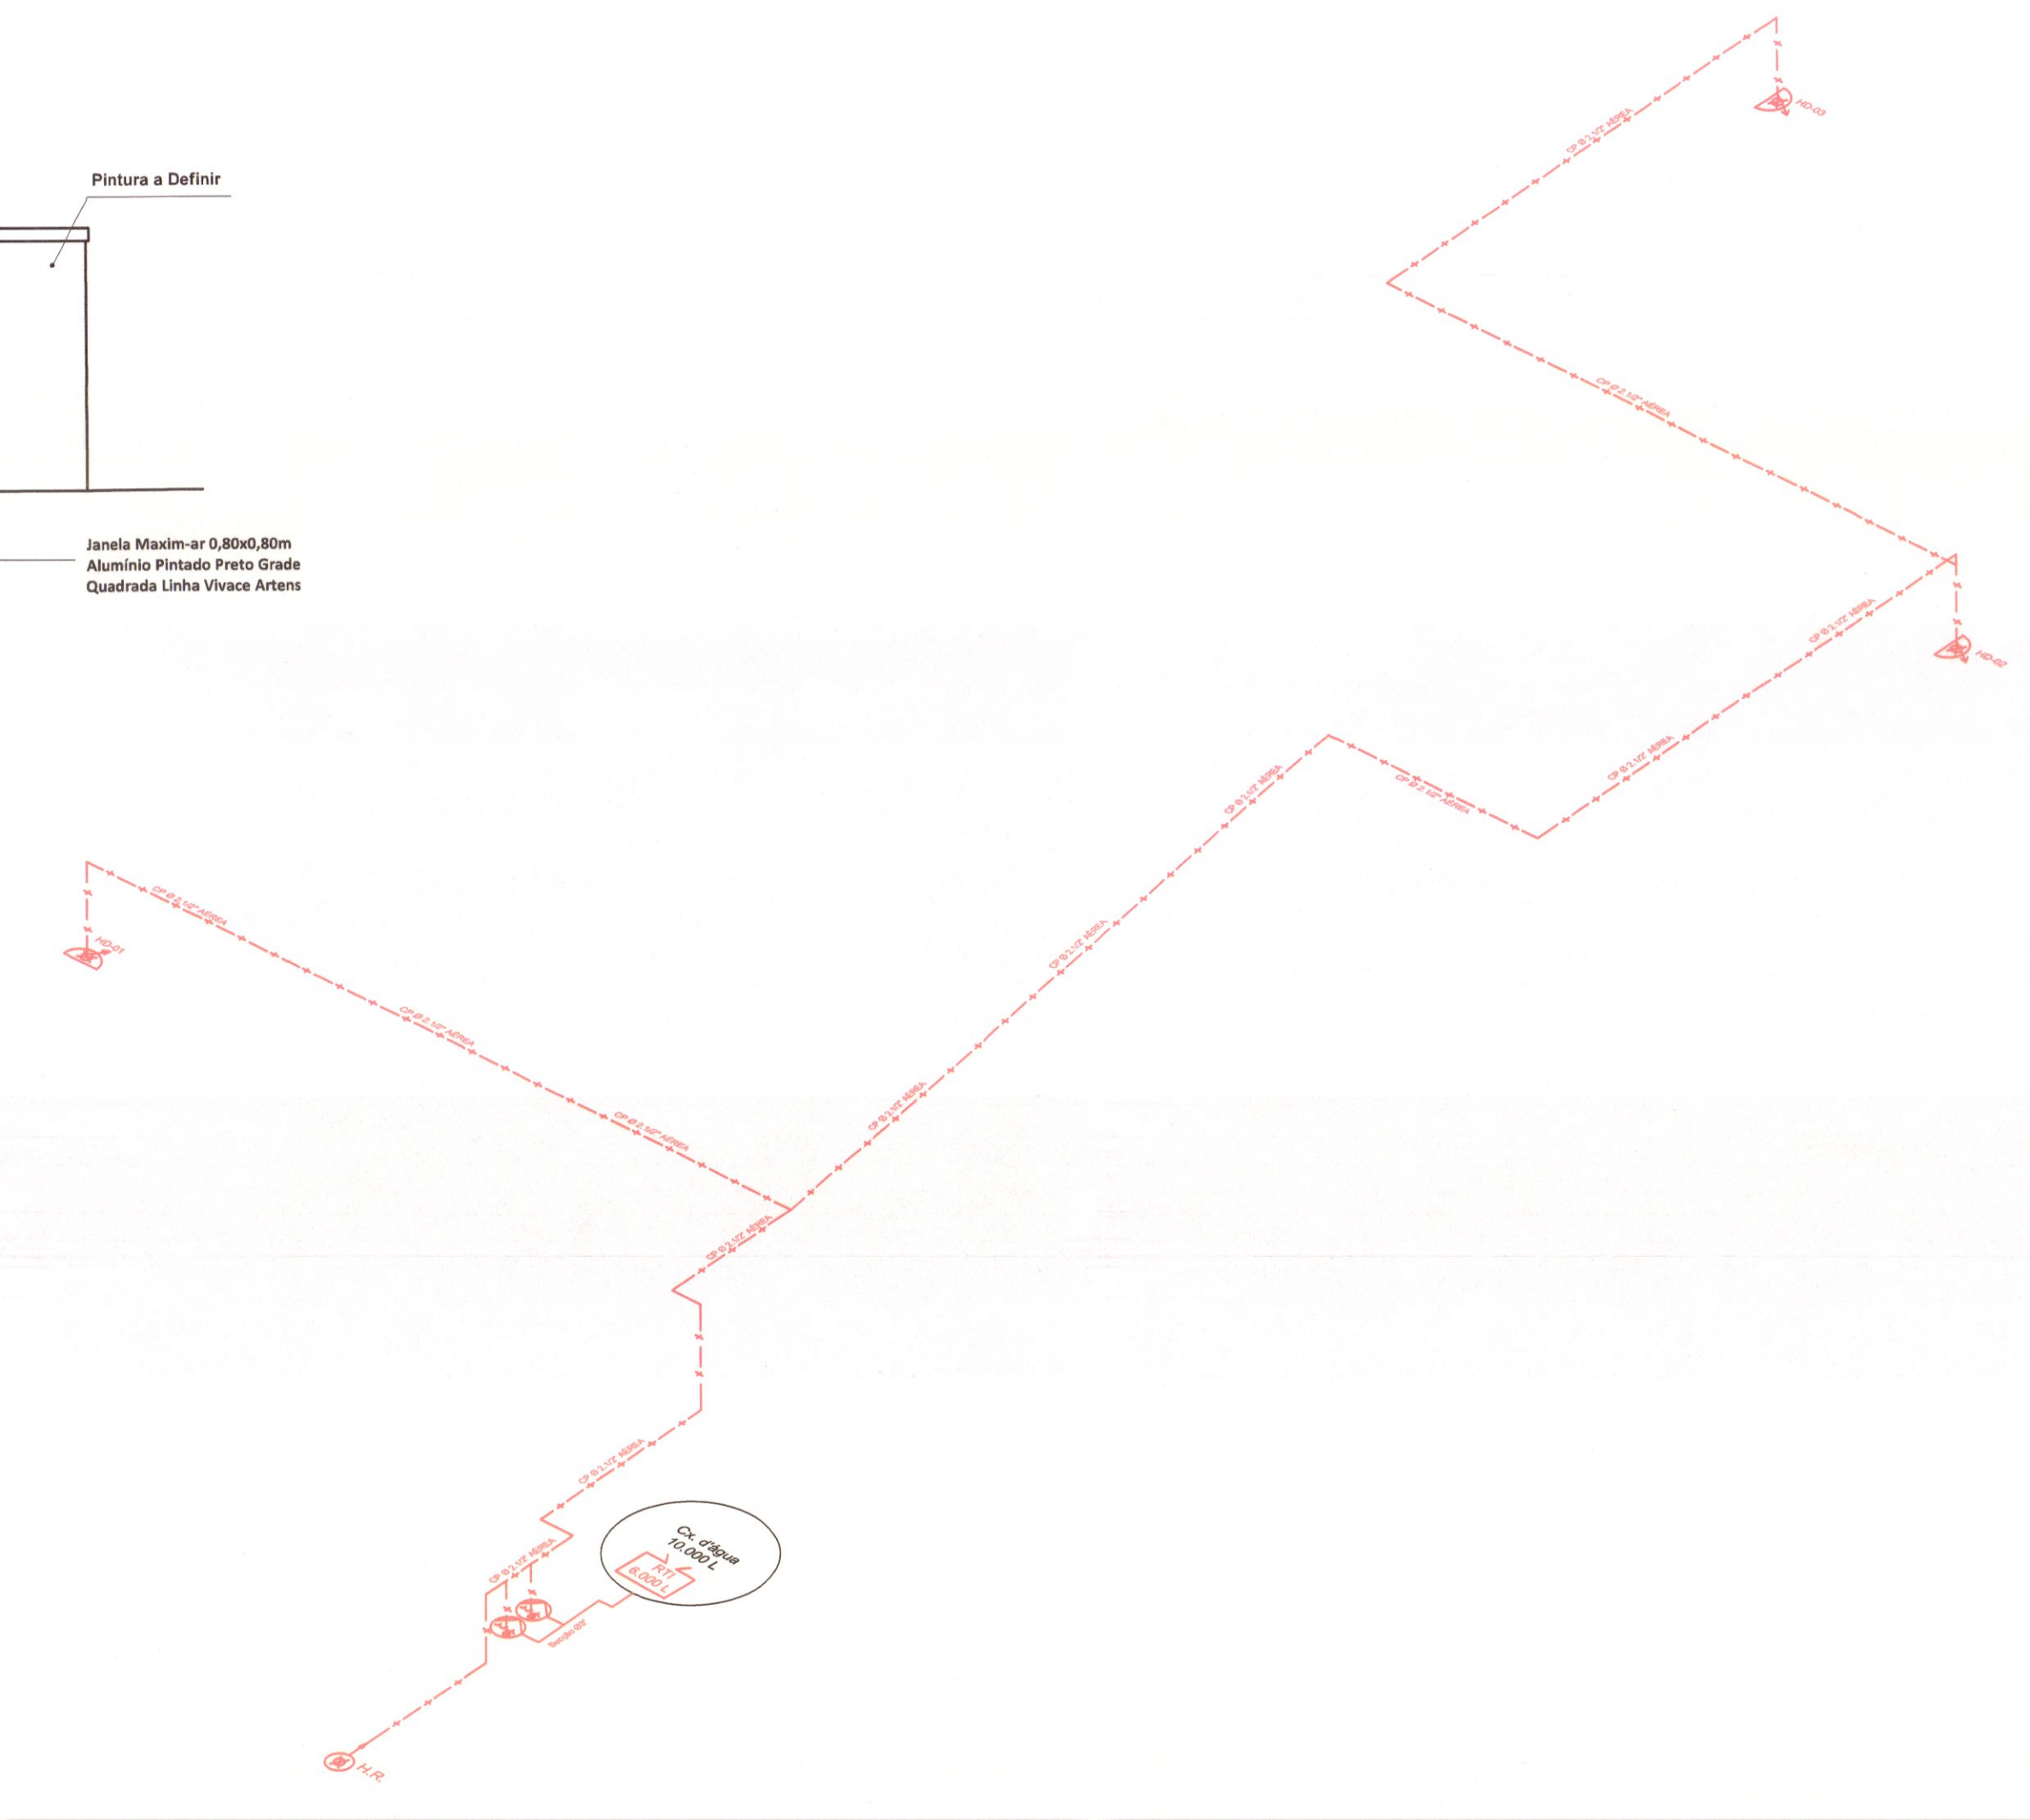 Pintura a Definir
Janela Maxim-ar 0,80x0,80m
Alumínio Pintado Preto Grade
Quadrada Linha Vivace Artens
HD-03
CP Ø 2.1/2" AÉREA
CP Ø 2.1/2" AÉREA
CP Ø 2.1/2" AÉREA
HD-02
CP Ø 2.1/2" AÉREA
CP Ø 2.1/2" AÉREA
CP Ø 2.1/2" AÉREA
CP Ø 2.1/2" AÉREA
CP Ø 2.1/2" AÉREA
HD-01
CP Ø 2.1/2" AÉREA
CP Ø 2.1/2" AÉREA
CP Ø 2.1/2" AÉREA
CP Ø 2.1/2" AÉREA
CP Ø 2.1/2" AÉREA
CP Ø 2.1/2" AÉREA
Cx. d'água
10.000 L
RTI
6.000 L
Sucção Ø3"
H.R.